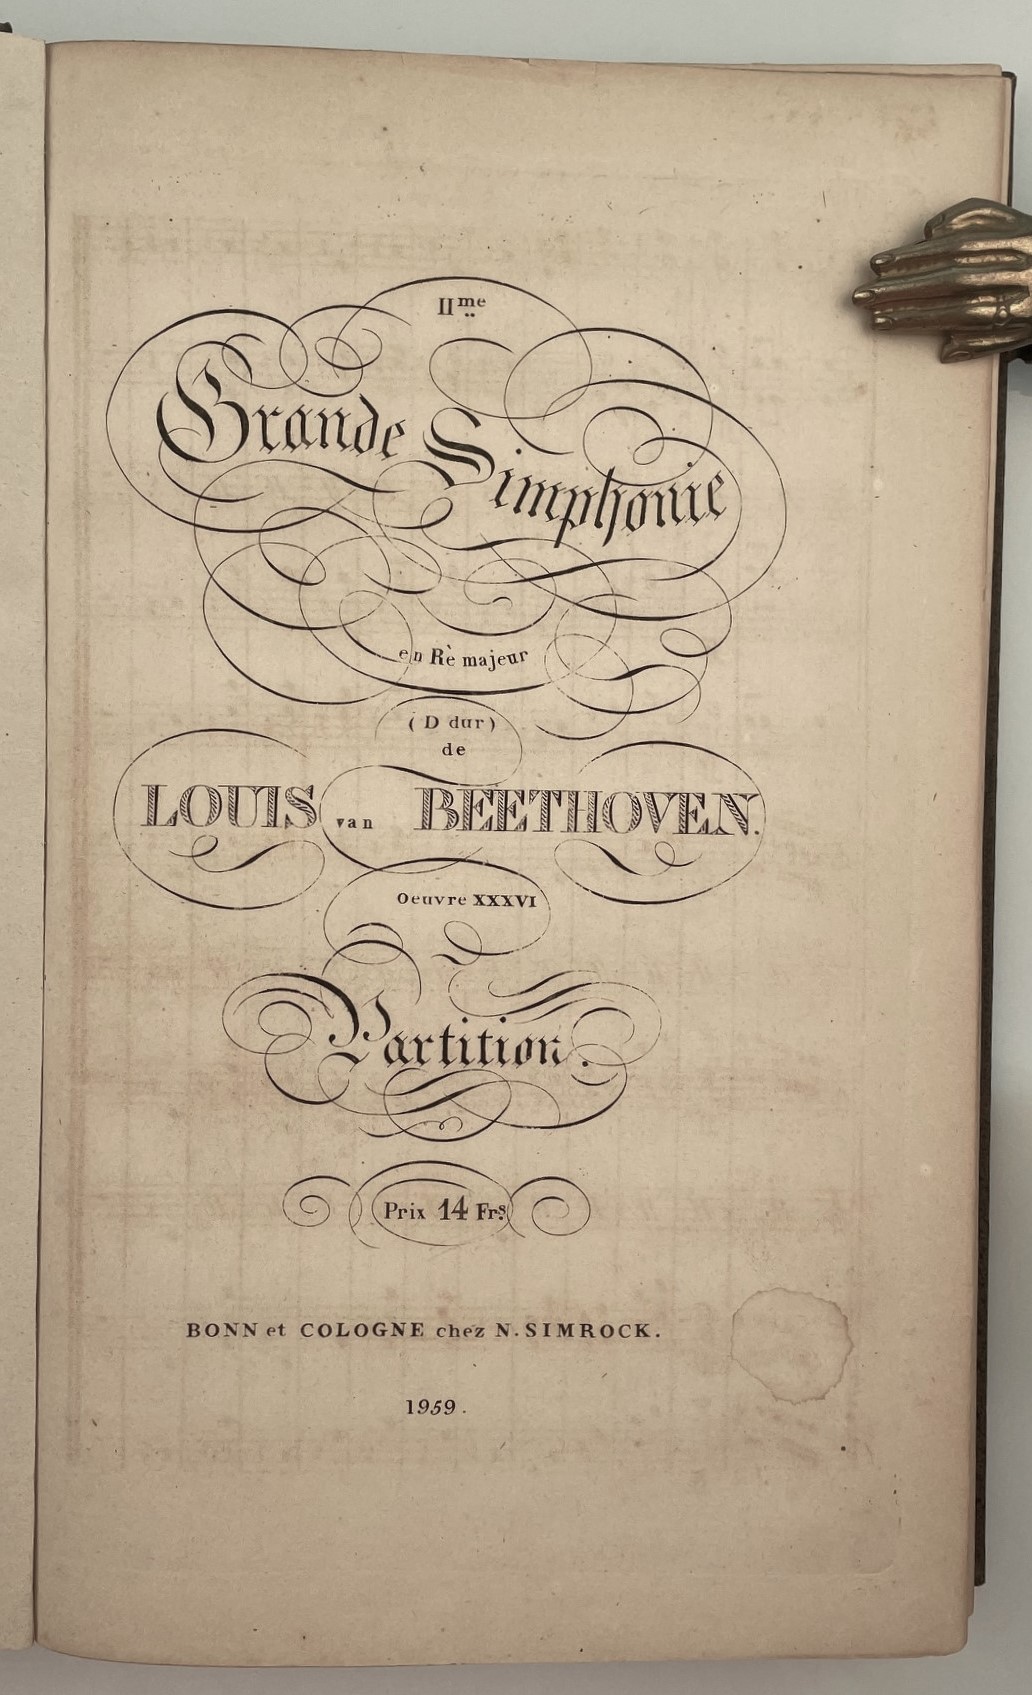 IIme
Grande Simphonie
en Rè majeur
(D dur)
de
LOUIS van BEETHOVEN.
Oeuvre XXXVI
Partition.
Prix 14 Frs.
BONN et COLOGNE chez N. SIMROCK.
1959.